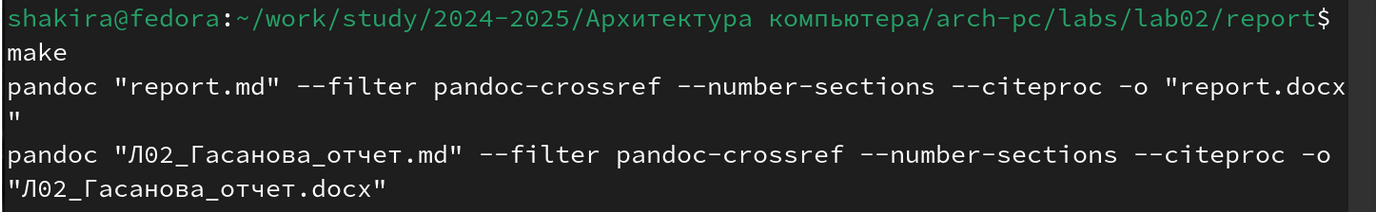 shakira@fedora:~/work/study/2024-2025/Архитектура компьютера/arch-pc/labs/lab02/report$
make
pandoc "report.md" --filter pandoc-crossref --number-sections --citeproc -o "report.docx
"
pandoc "Л02_Гасанова_отчет.md" --filter pandoc-crossref --number-sections --citeproc -o
"Л02_Гасанова_отчет.docx"